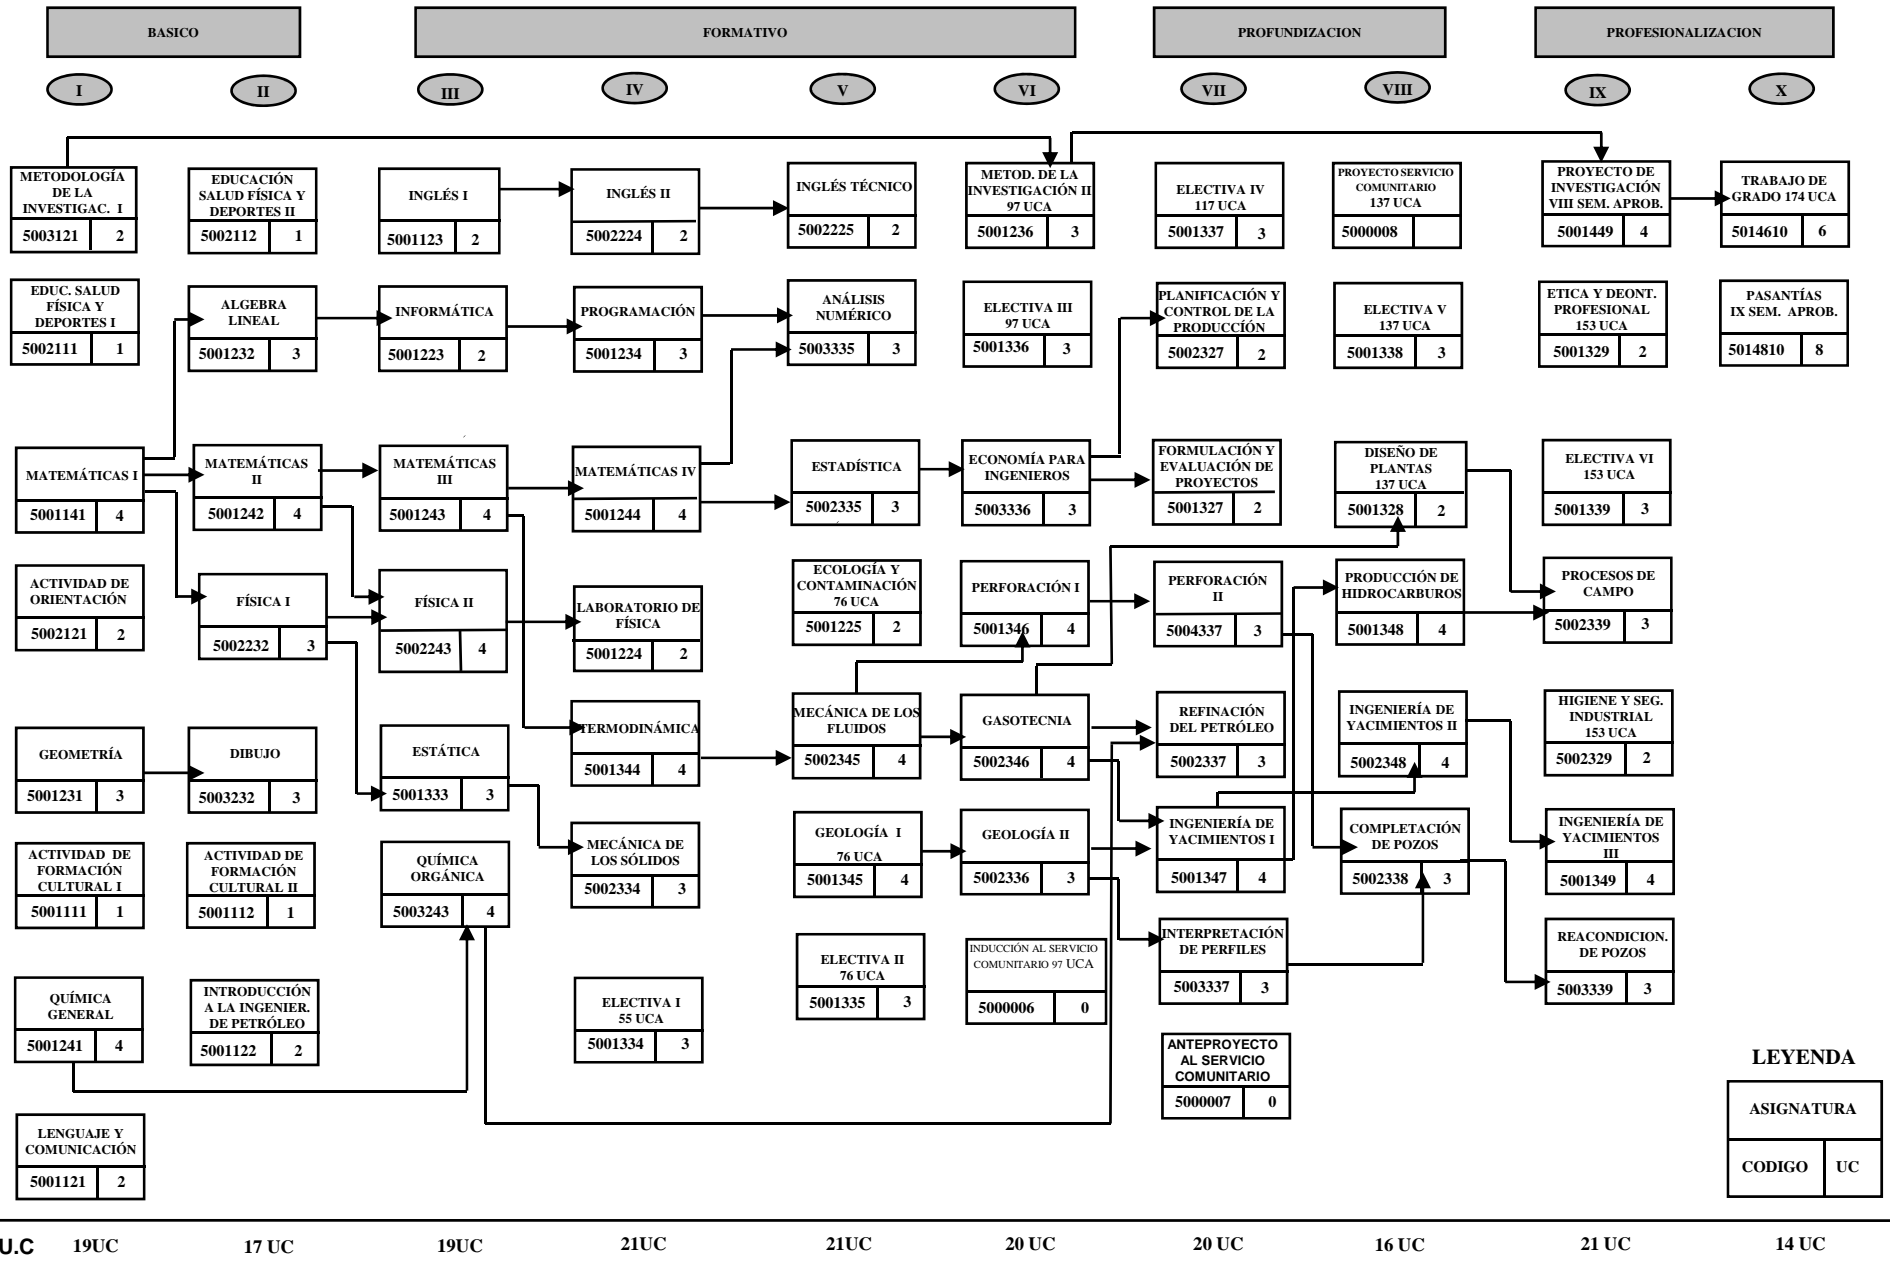 BASICO
FORMATIVO
PROFUNDIZACION
PROFESIONALIZACION
I
II
III
IV
V
VI
VII
VIII
IX
X
METODOLOGÍA
DE LA
INVESTIGAC. I
5003121 2
EDUCACIÓN
SALUD FÍSICA Y
DEPORTES II
5002112 1
INGLÉS I
5001123 2
INGLÉS II
5002224 2
INGLÉS TÉCNICO
5002225 2
METOD. DE LA
INVESTIGACIÓN II
97 UCA
5001236 3
ELECTIVA IV
117 UCA
5001337 3
PROYECTO SERVICIO
COMUNITARIO
137 UCA
5000008
PROYECTO DE
INVESTIGACIÓN
VIII SEM. APROB.
5001449 4
TRABAJO DE
GRADO 174 UCA
5014610 6
EDUC. SALUD
FÍSICA Y
DEPORTES I
5002111 1
ALGEBRA
LINEAL
5001232 3
INFORMÁTICA
5001223 2
PROGRAMACIÓN
5001234 3
ANÁLISIS
NUMÉRICO
5003335 3
ELECTIVA III
97 UCA
5001336 3
PLANIFICACIÓN Y
CONTROL DE LA
PRODUCCÍÓN
5002327 2
ELECTIVA V
137 UCA
5001338 3
ETICA Y DEONT.
PROFESIONAL
153 UCA
5001329 2
PASANTÍAS
IX SEM. APROB.
5014810 8
MATEMÁTICAS I
5001141 4
MATEMÁTICAS
II
5001242 4
MATEMÁTICAS
III
5001243 4
MATEMÁTICAS IV
5001244 4
ESTADÍSTICA
5002335 3
ECONOMÍA PARA
INGENIEROS
5003336 3
FORMULACIÓN Y
EVALUACIÓN DE
PROYECTOS
5001327 2
DISEÑO DE
PLANTAS
137 UCA
5001328 2
ELECTIVA VI
153 UCA
5001339 3
ACTIVIDAD DE
ORIENTACIÓN
5002121 2
FÍSICA I
5002232 3
FÍSICA II
5002243 4
LABORATORIO DE
FÍSICA
5001224 2
ECOLOGÍA Y
CONTAMINACIÓN
76 UCA
5001225 2
PERFORACIÓN I
5001346 4
PERFORACIÓN
II
5004337 3
PRODUCCIÓN DE
HIDROCARBUROS
5001348 4
PROCESOS DE
CAMPO
5002339 3
GEOMETRÍA
5001231 3
DIBUJO
5003232 3
ESTÁTICA
5001333 3
TERMODINÁMICA
5001344 4
MECÁNICA DE LOS
FLUIDOS
5002345 4
GASOTECNIA
5002346 4
REFINACIÓN
DEL PETRÓLEO
5002337 3
INGENIERÍA DE
YACIMIENTOS II
5002348 4
HIGIENE Y SEG.
INDUSTRIAL
153 UCA
5002329 2
ACTIVIDAD DE
FORMACIÓN
CULTURAL I
5001111 1
ACTIVIDAD DE
FORMACIÓN
CULTURAL II
5001112 1
QUÍMICA
ORGÁNICA
5003243 4
MECÁNICA DE
LOS SÓLIDOS
5002334 3
GEOLOGÍA I
76 UCA
5001345 4
GEOLOGÍA II
5002336 3
INGENIERÍA DE
YACIMIENTOS I
5001347 4
COMPLETACIÓN
DE POZOS
5002338 3
INGENIERÍA DE
YACIMIENTOS
III
5001349 4
QUÍMICA
GENERAL
5001241 4
INTRODUCCIÓN
A LA INGENIER.
DE PETRÓLEO
5001122 2
ELECTIVA I
55 UCA
5001334 3
ELECTIVA II
76 UCA
5001335 3
INDUCCIÓN AL SERVICIO
COMUNITARIO 97 UCA
5000006 0
INTERPRETACIÓN
DE PERFILES
5003337 3
REACONDICION.
DE POZOS
5003339 3
ANTEPROYECTO
AL SERVICIO
COMUNITARIO
5000007 0
LENGUAJE Y
COMUNICACIÓN
5001121 2
LEYENDA
ASIGNATURA
CODIGO UC
U.C 19UC 17 UC 19UC 21UC 21UC 20 UC 20 UC 16 UC 21 UC 14 UC